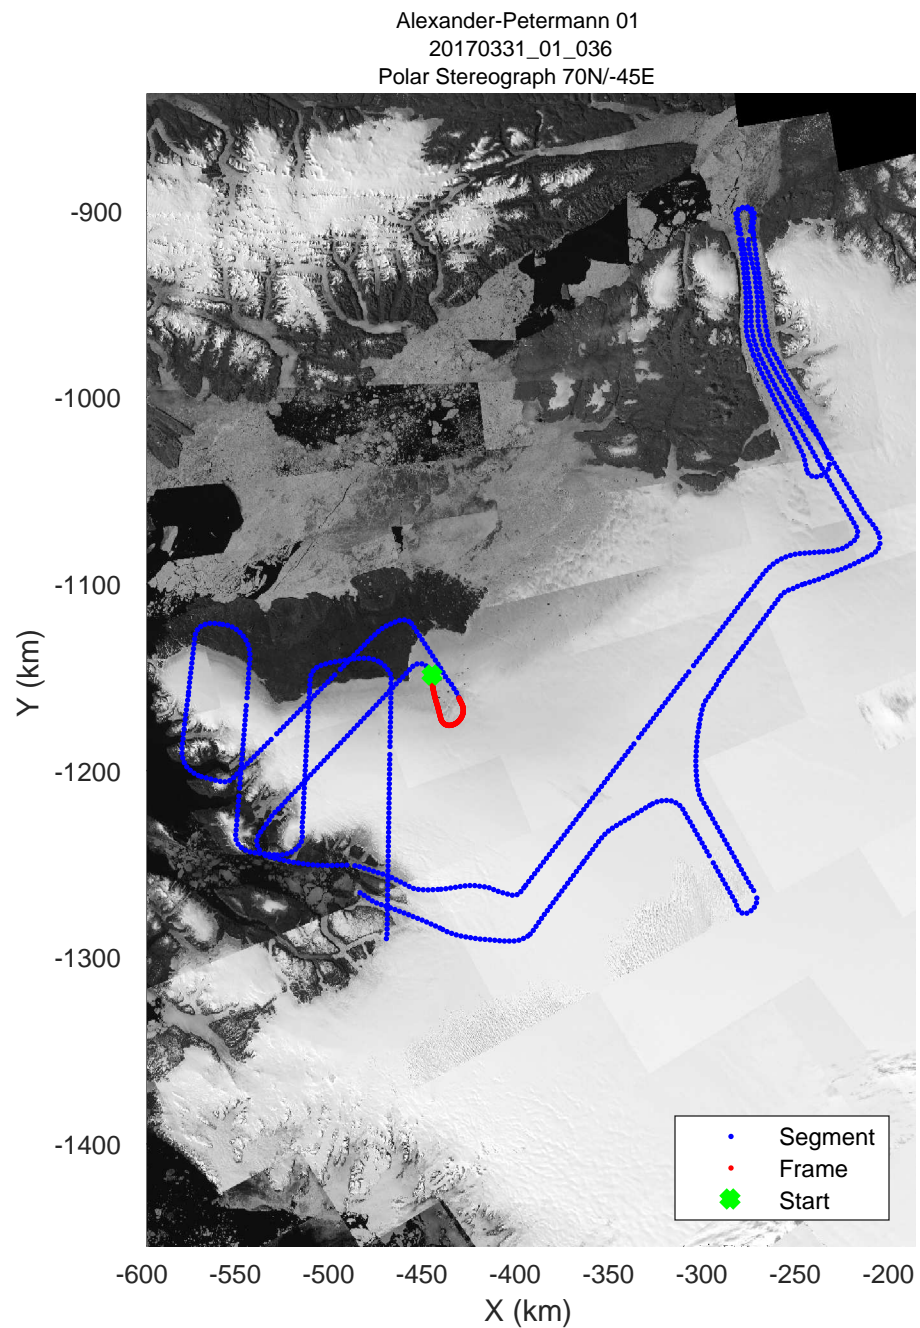 Alexander-Petermann 01
20170331_01_036
Polar Stereograph 70N/-45E
-900
-1000
-1100
-1200
-1300
-1400
Y (km)
Segment
Frame
Start
-600 -550 -500 -450 -400 -350 -300 -250 -200
X (km)